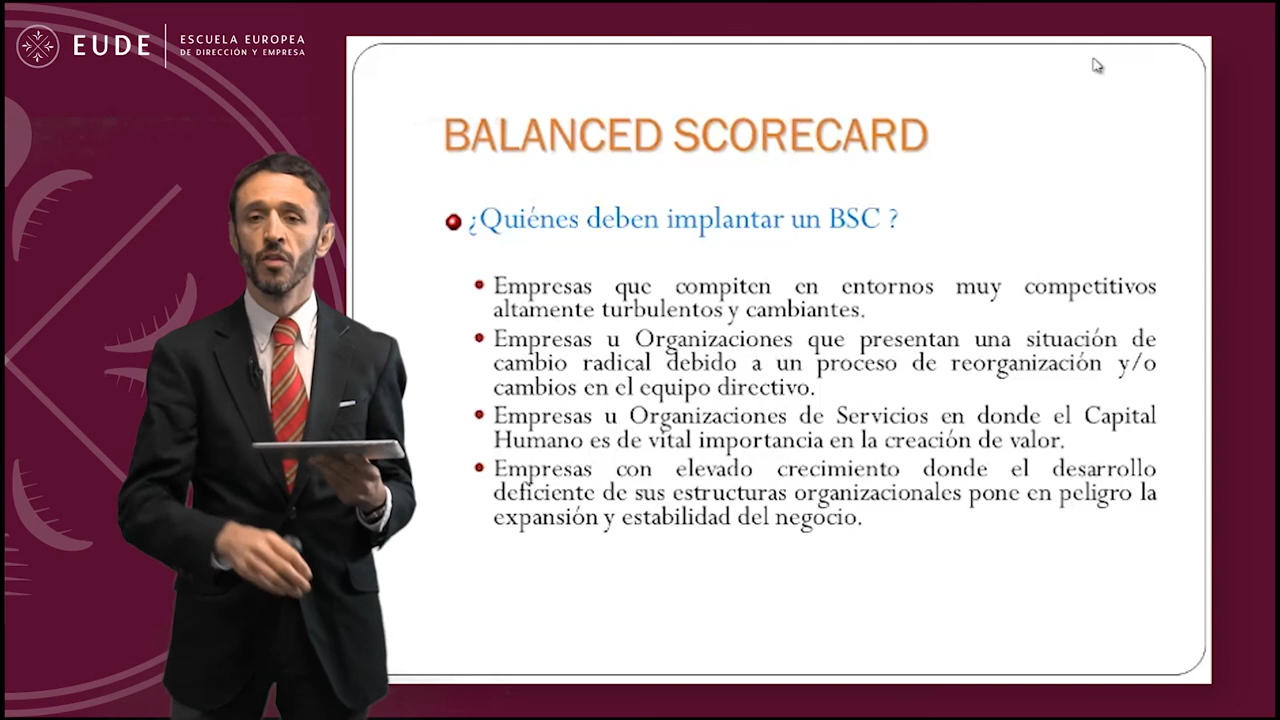 EUDE
ESCUELA EUROPEA
DE DIRECCIÓN Y EMPRESA
BALANCED SCORECARD
¿Quiénes deben implantar un BSC ?
Empresas que compiten en entornos muy competitivos
altamente turbulentos y cambiantes.
Empresas u Organizaciones que presentan una situación de
cambio radical debido a un proceso de reorganización y/o
cambios en el equipo directivo.
Empresas u Organizaciones de Servicios en donde el Capital
Humano es de vital importancia en la creación de valor.
Empresas con elevado crecimiento donde el desarrollo
deficiente de sus estructuras organizacionales pone en peligro la
expansión y estabilidad del negocio.